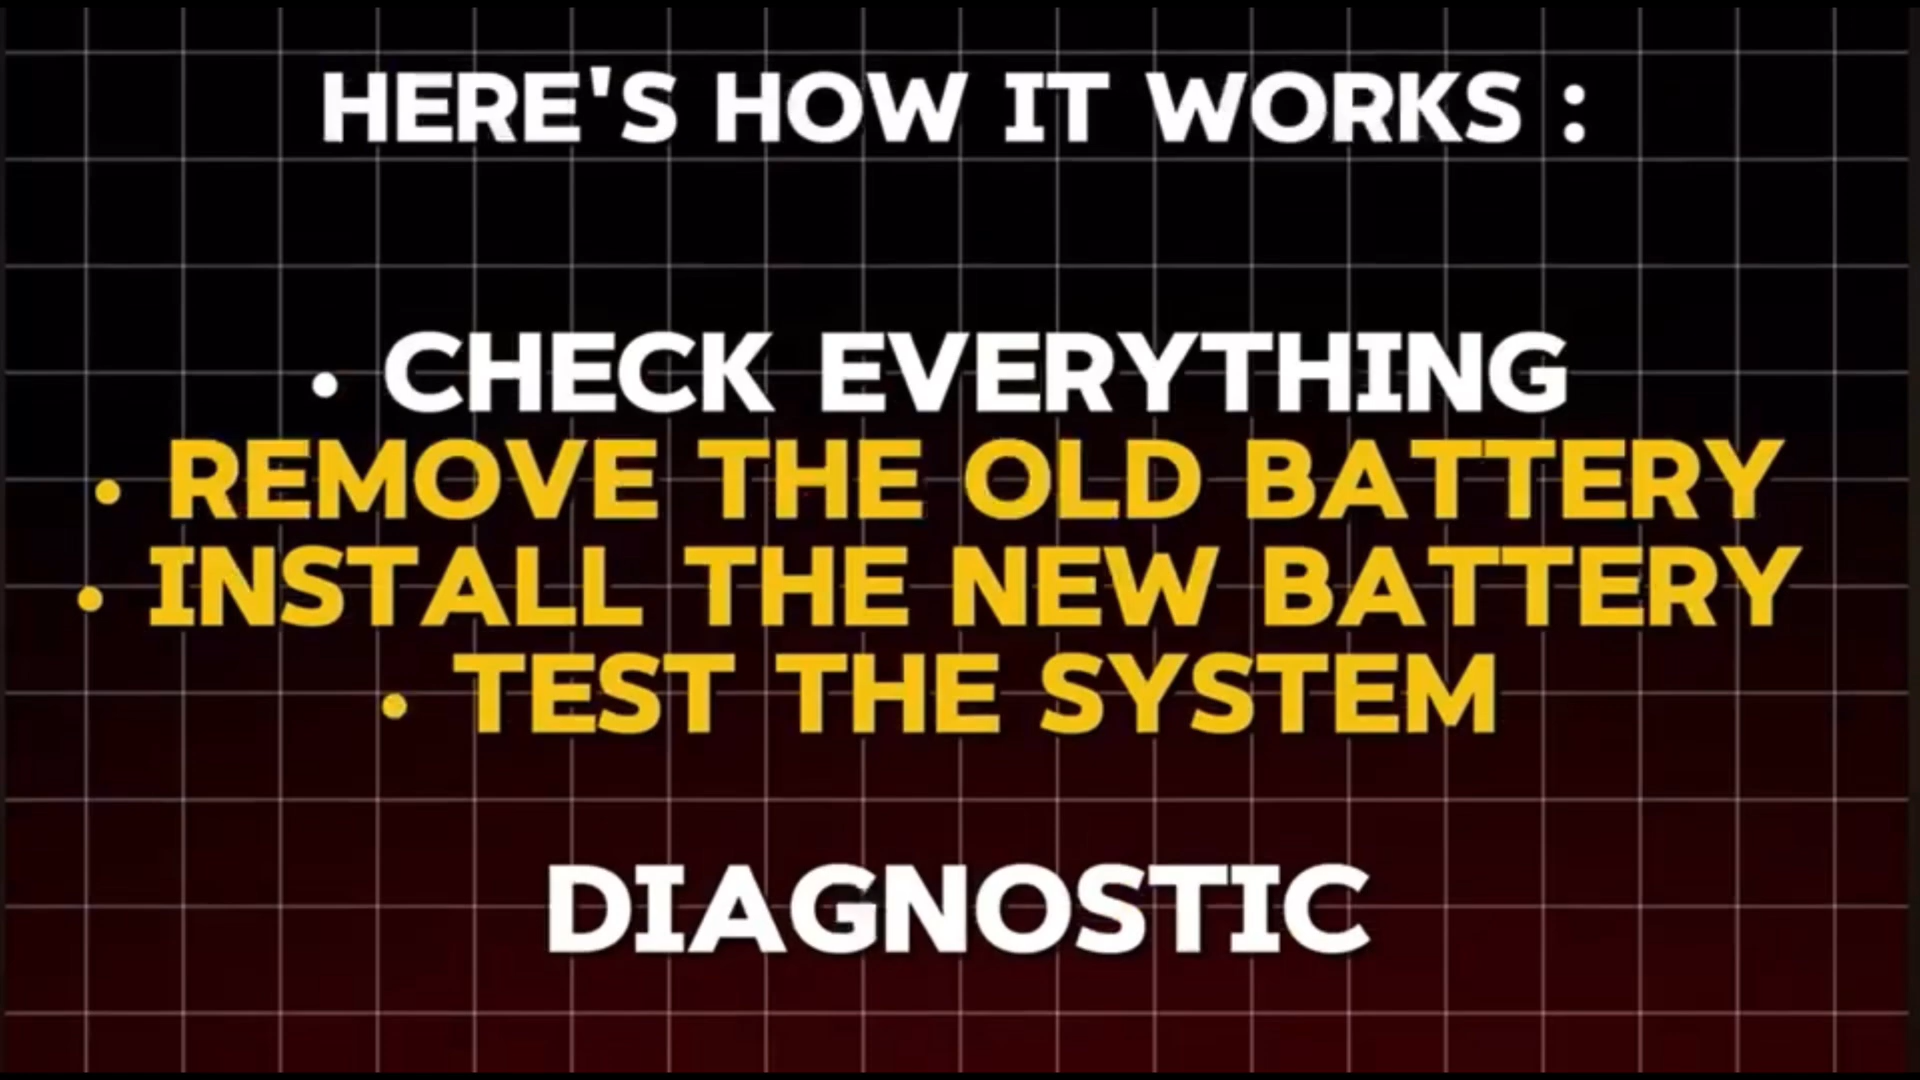 HERE'S HOW IT WORKS :
• CHECK EVERYTHING
• REMOVE THE OLD BATTERY
• INSTALL THE NEW BATTERY
• TEST THE SYSTEM
DIAGNOSTIC